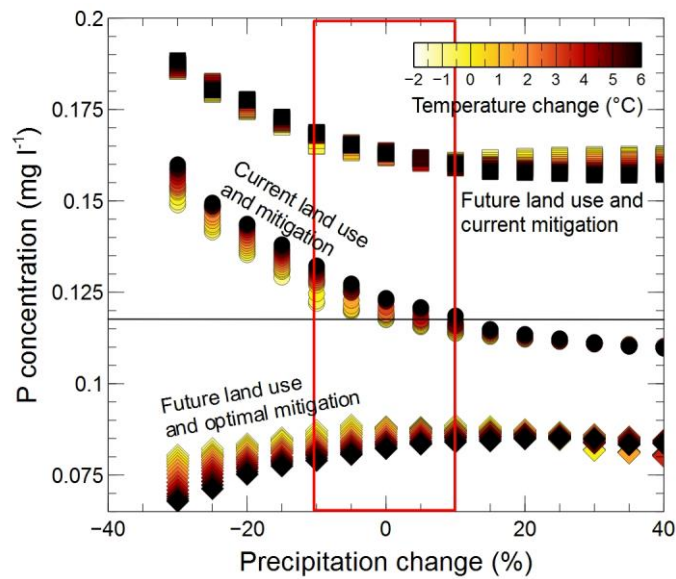 0.2
0.175
0.15
0.125
0.1
0.075
P concentration (mg l⁻¹)
−2 −1 0 1 2 3 4 5 6
Temperature change (°C)
Current land use
and mitigation
Future land use and
current mitigation
Future land use
and optimal mitigation
−40 −20 0 20 40
Precipitation change (%)